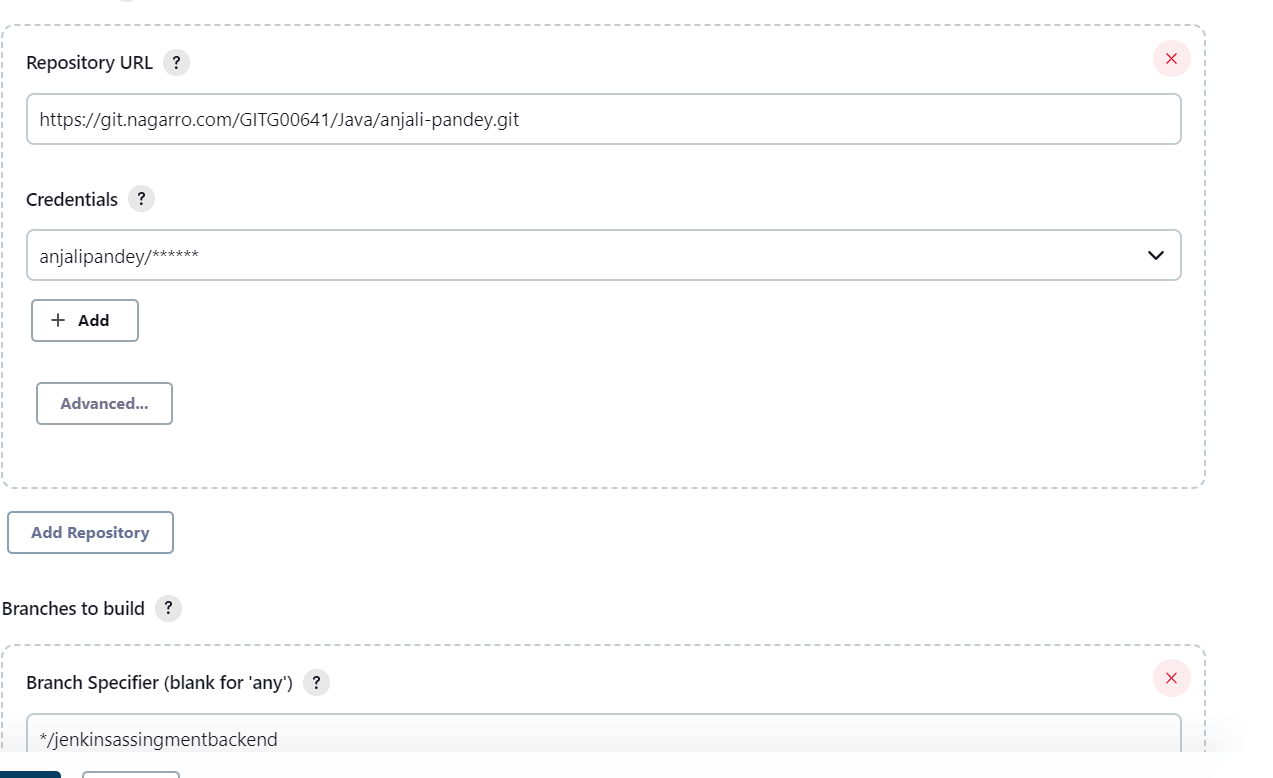 Repository URL ?
https://git.nagarro.com/GITG00641/Java/anjali-pandey.git
Credentials ?
anjalipandey/******
+ Add
Advanced...
Add Repository
Branches to build ?
Branch Specifier (blank for 'any') ?
*/jenkinsassingmentbackend